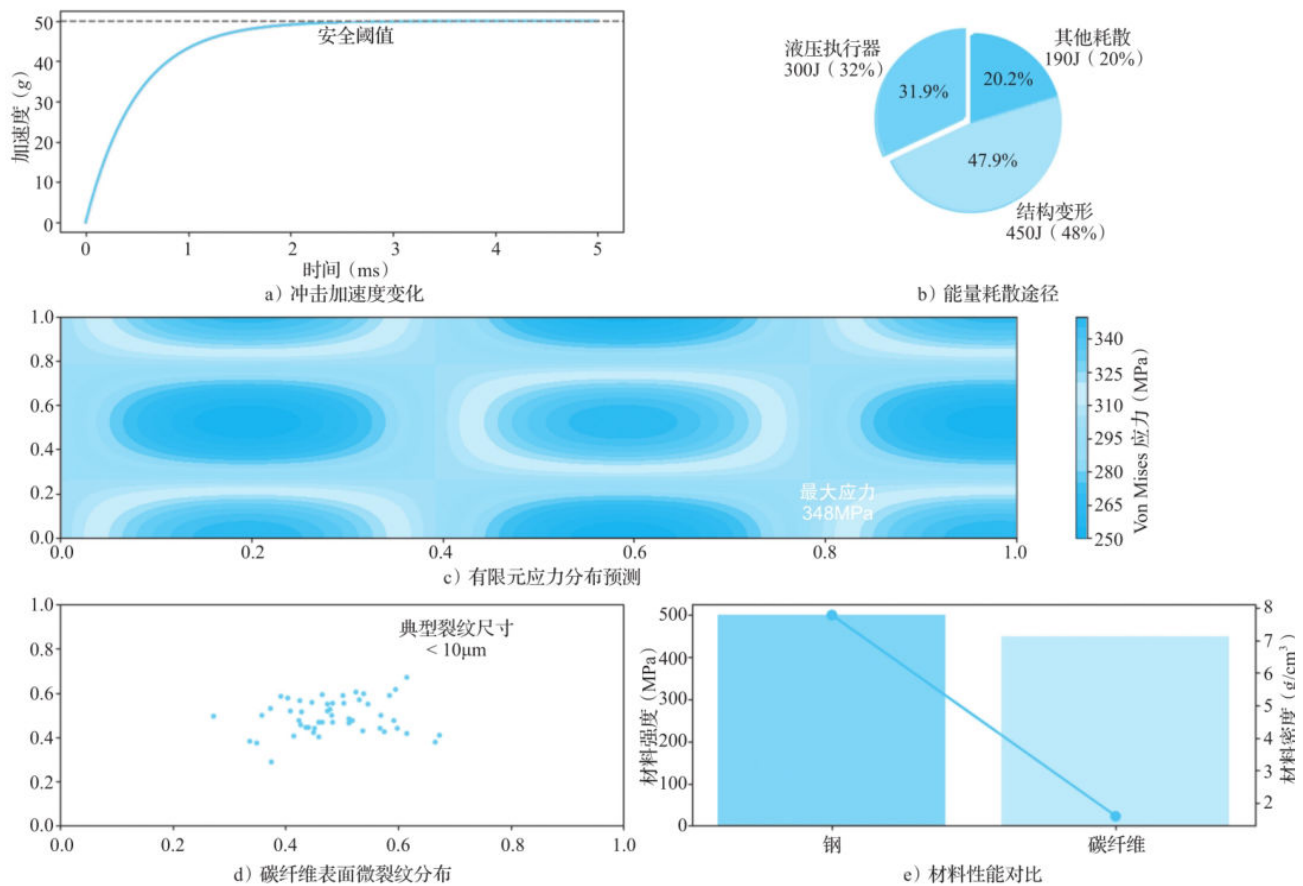 50
40
30
20
10
0
加速度（g）
安全阈值
0 1 2 3 4 5
时间（ms）
a）冲击加速度变化
液压执行器
300J（32%）
其他耗散
190J（20%）
31.9%
20.2%
47.9%
结构变形
450J（48%）
b）能量耗散途径
1.0
0.8
0.6
0.4
0.2
0.0
最大应力
348MPa
0.0 0.2 0.4 0.6 0.8 1.0
340
325
310
295
280
265
250
Von Mises 应力（MPa）
c）有限元应力分布预测
1.0
0.8
0.6
0.4
0.2
0.0
典型裂纹尺寸
< 10μm
0.0 0.2 0.4 0.6 0.8 1.0
d）碳纤维表面微裂纹分布
500
400
300
200
100
0
材料强度（MPa）
8
7
6
5
4
3
2
材料密度（g/cm³）
钢 碳纤维
e）材料性能对比